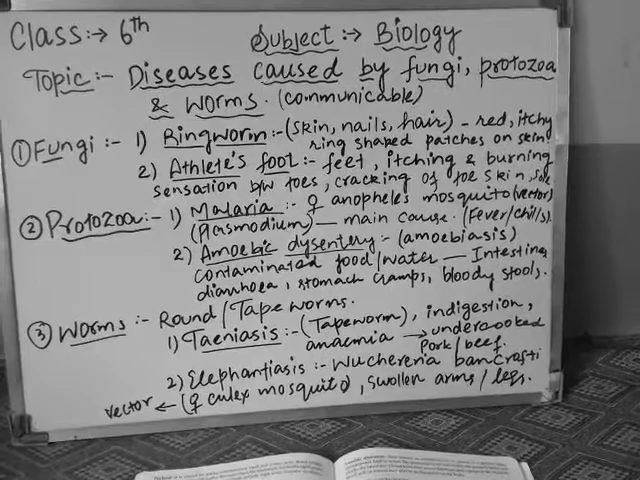 Class:→ 6th Subject:→ Biology
Topic:- Diseases caused by fungi, protozoa
& worms. (communicable)
① Fungi :- 1) Ringworm:-(skin, nails, hair) - red, itchy
ring shaped patches on skin
2) Athlete's foot:- feet, itching & burning
sensation b/w toes, cracking of toe skin, sole
② Protozoa:- 1) Malaria :- ♀ anopheles mosquito (vector)
(plasmodium) — main cause. (Fever/chills).
2) Amoebic dysentery:- (amoebiasis)
contaminated food/water — Intestines
diarrhoea, stomach cramps, bloody stools.
③ Worms :- Round/Tape worms.
1) Taeniasis:-(Tapeworm), indigestion,
anaemia → undercooked
pork/beef.
2) Elephantiasis:- Wuchereria bancrofti
vector ← (♀ culex mosquito), swollen arms/legs.